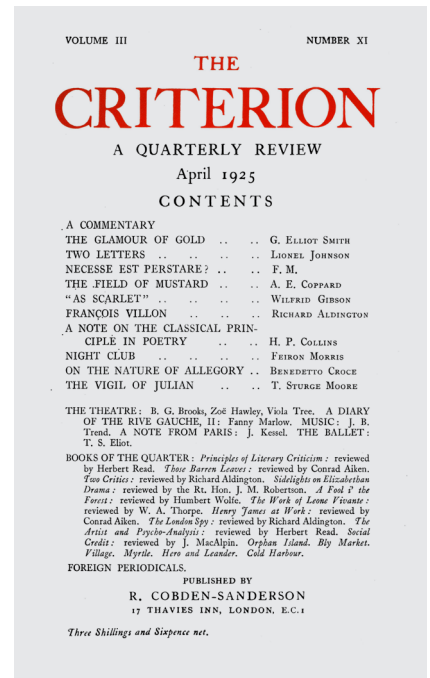 VOLUME III NUMBER XI
THE
CRITERION
A QUARTERLY REVIEW
April 1925
CONTENTS
A COMMENTARY
THE GLAMOUR OF GOLD .. .. G. ELLIOT SMITH
TWO LETTERS .. .. .. .. LIONEL JOHNSON
NECESSE EST PERSTARE? .. .. F. M.
THE FIELD OF MUSTARD .. .. A. E. COPPARD
"AS SCARLET" .. .. .. .. WILFRID GIBSON
FRANÇOIS VILLON .. .. .. RICHARD ALDINGTON
A NOTE ON THE CLASSICAL PRIN-
CIPLE IN POETRY .. .. H. P. COLLINS
NIGHT CLUB .. .. .. .. FEIRON MORRIS
ON THE NATURE OF ALLEGORY .. BENEDETTO CROCE
THE VIGIL OF JULIAN .. .. T. STURGE MOORE
THE THEATRE: B. G. Brooks, Zoë Hawley, Viola Tree. A DIARY
OF THE RIVE GAUCHE, II: Fanny Marlow. MUSIC: J. B.
Trend. A NOTE FROM PARIS: J. Kessel. THE BALLET:
T. S. Eliot.
BOOKS OF THE QUARTER: Principles of Literary Criticism: reviewed
by Herbert Read. Those Barren Leaves: reviewed by Conrad Aiken.
Two Critics: reviewed by Richard Aldington. Sidelights on Elizabethan
Drama: reviewed by the Rt. Hon. J. M. Robertson. A Fool i' the
Forest: reviewed by Humbert Wolfe. The Work of Leone Vivante:
reviewed by W. A. Thorpe. Henry James at Work: reviewed by
Conrad Aiken. The London Spy: reviewed by Richard Aldington. The
Artist and Psycho-Analysis: reviewed by Herbert Read. Social
Credit: reviewed by J. MacAlpin. Orphan Island. Bly Market.
Village. Myrtle. Hero and Leander. Cold Harbour.
FOREIGN PERIODICALS.
PUBLISHED BY
R. COBDEN-SANDERSON
17 THAVIES INN, LONDON, E.C.1
Three Shillings and Sixpence net.